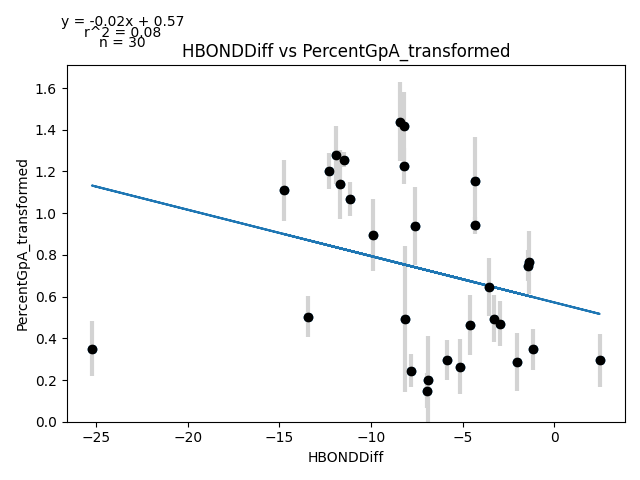 y = -0.02x + 0.57
r^2 = 0.08
n = 30
HBONDDiff vs PercentGpA_transformed
1.6
1.4
1.2
1.0
0.8
0.6
0.4
0.2
0.0
PercentGpA_transformed
−25
−20
−15
−10
−5
0
HBONDDiff